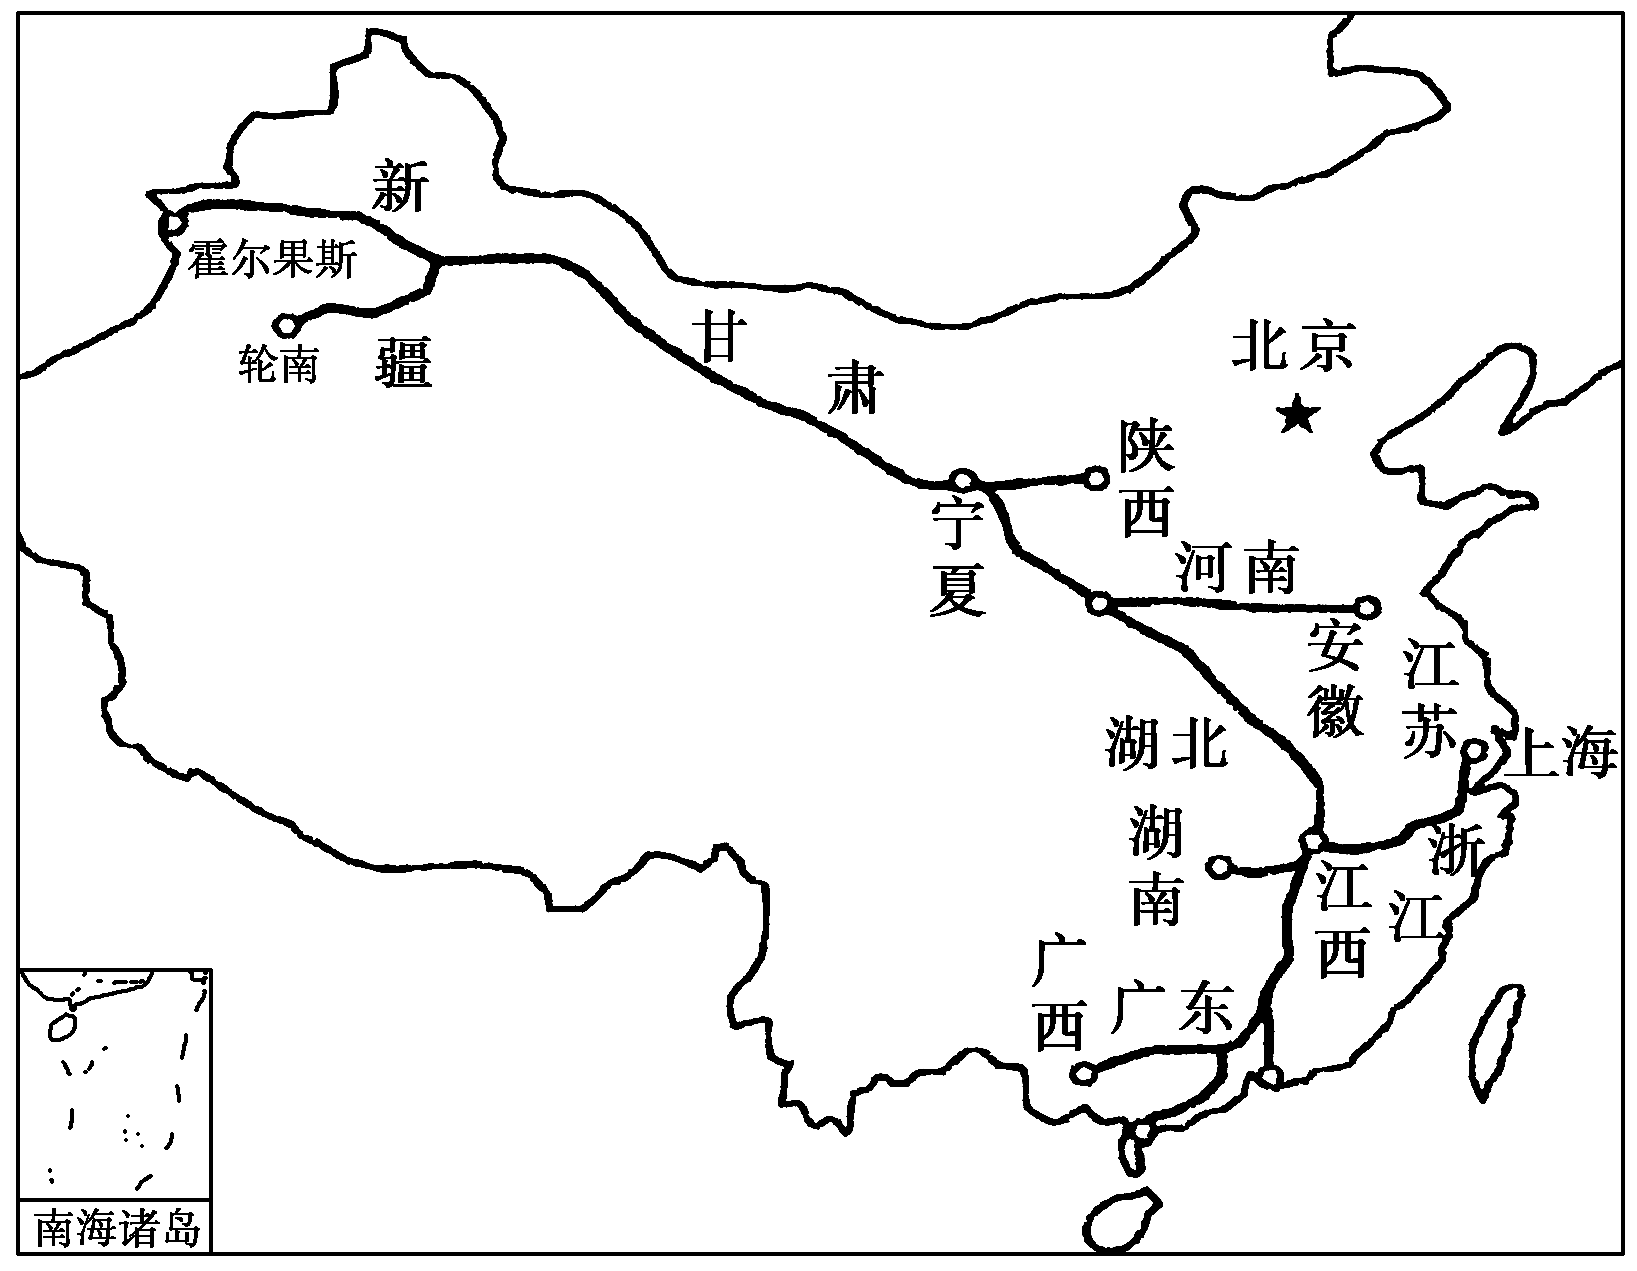 新疆
霍尔果斯
轮南
甘肃
北京
陕西
宁夏
河南
安徽
江苏
上海
湖北
湖南
浙江
江西
广西
广东
南海诸岛